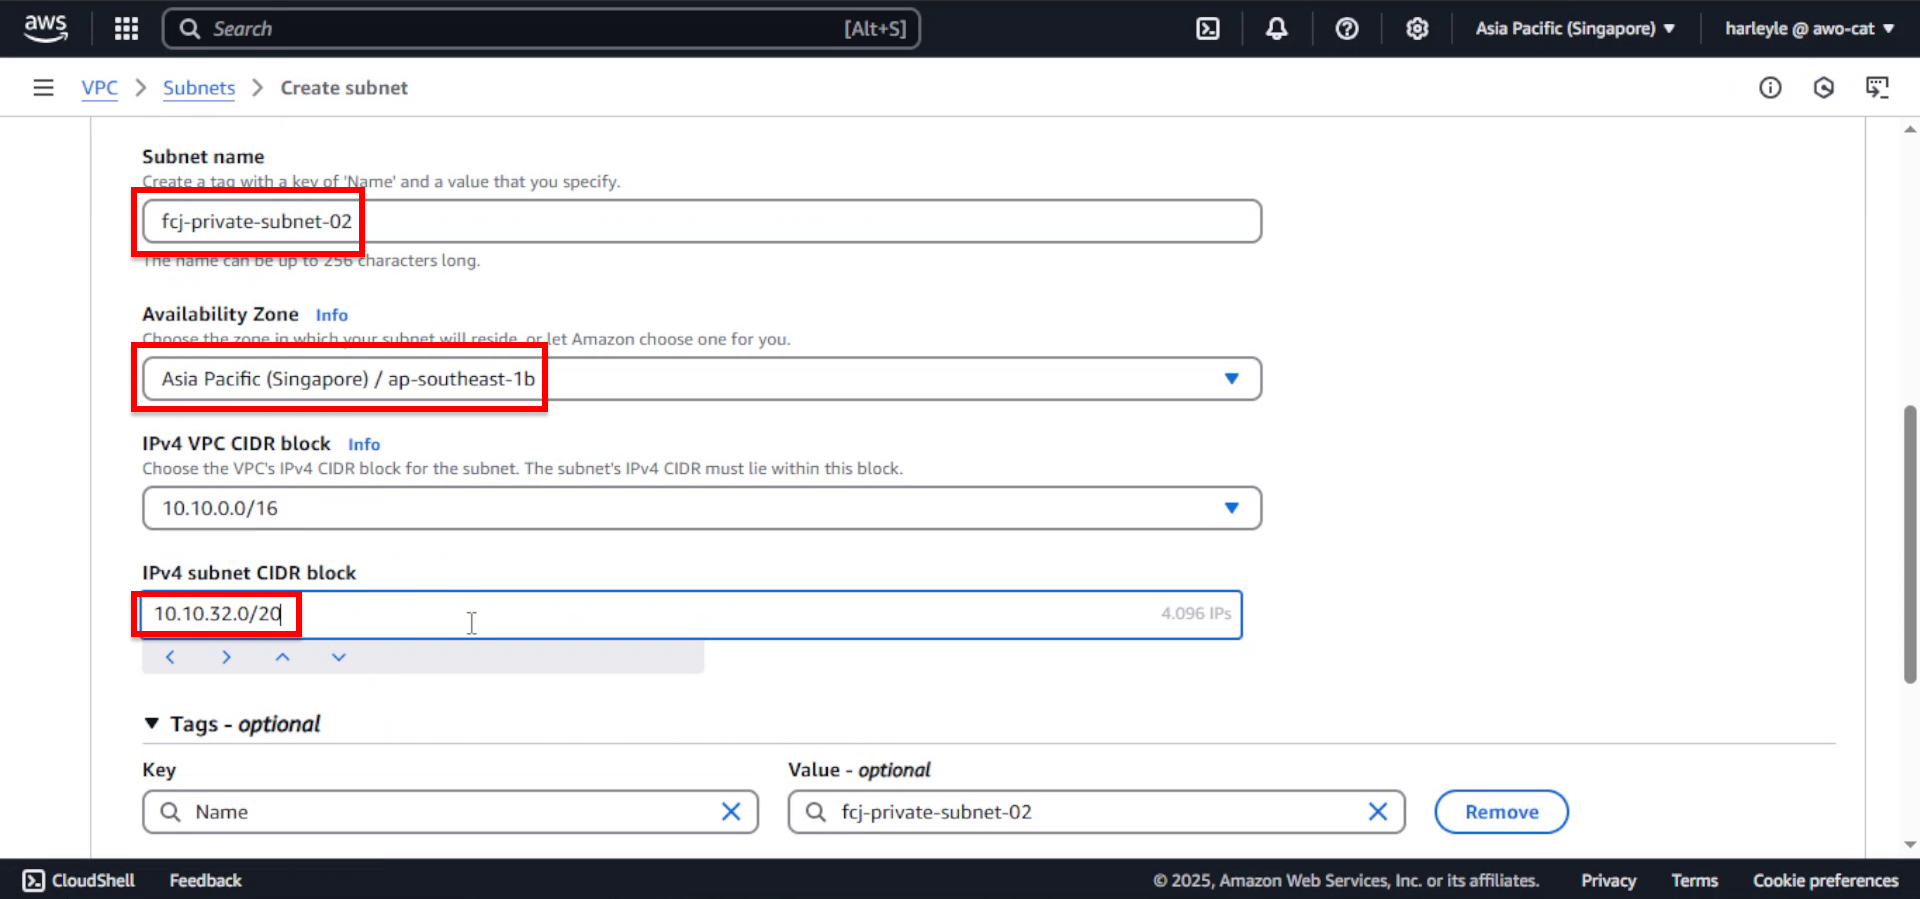 aws
Search
[Alt+S]
Asia Pacific (Singapore)
harleyle @ awo-cat
VPC
Subnets
Create subnet
Subnet name
Create a tag with a key of 'Name' and a value that you specify.
fcj-private-subnet-02
The name can be up to 256 characters long.
Availability Zone Info
Choose the zone in which your subnet will reside, or let Amazon choose one for you.
Asia Pacific (Singapore) / ap-southeast-1b
IPv4 VPC CIDR block Info
Choose the VPC's IPv4 CIDR block for the subnet. The subnet's IPv4 CIDR must lie within this block.
10.10.0.0/16
IPv4 subnet CIDR block
10.10.32.0/20
4.096 IPs
Tags - optional
Key
Value - optional
Name
fcj-private-subnet-02
Remove
CloudShell
Feedback
© 2025, Amazon Web Services, Inc. or its affiliates.
Privacy
Terms
Cookie preferences